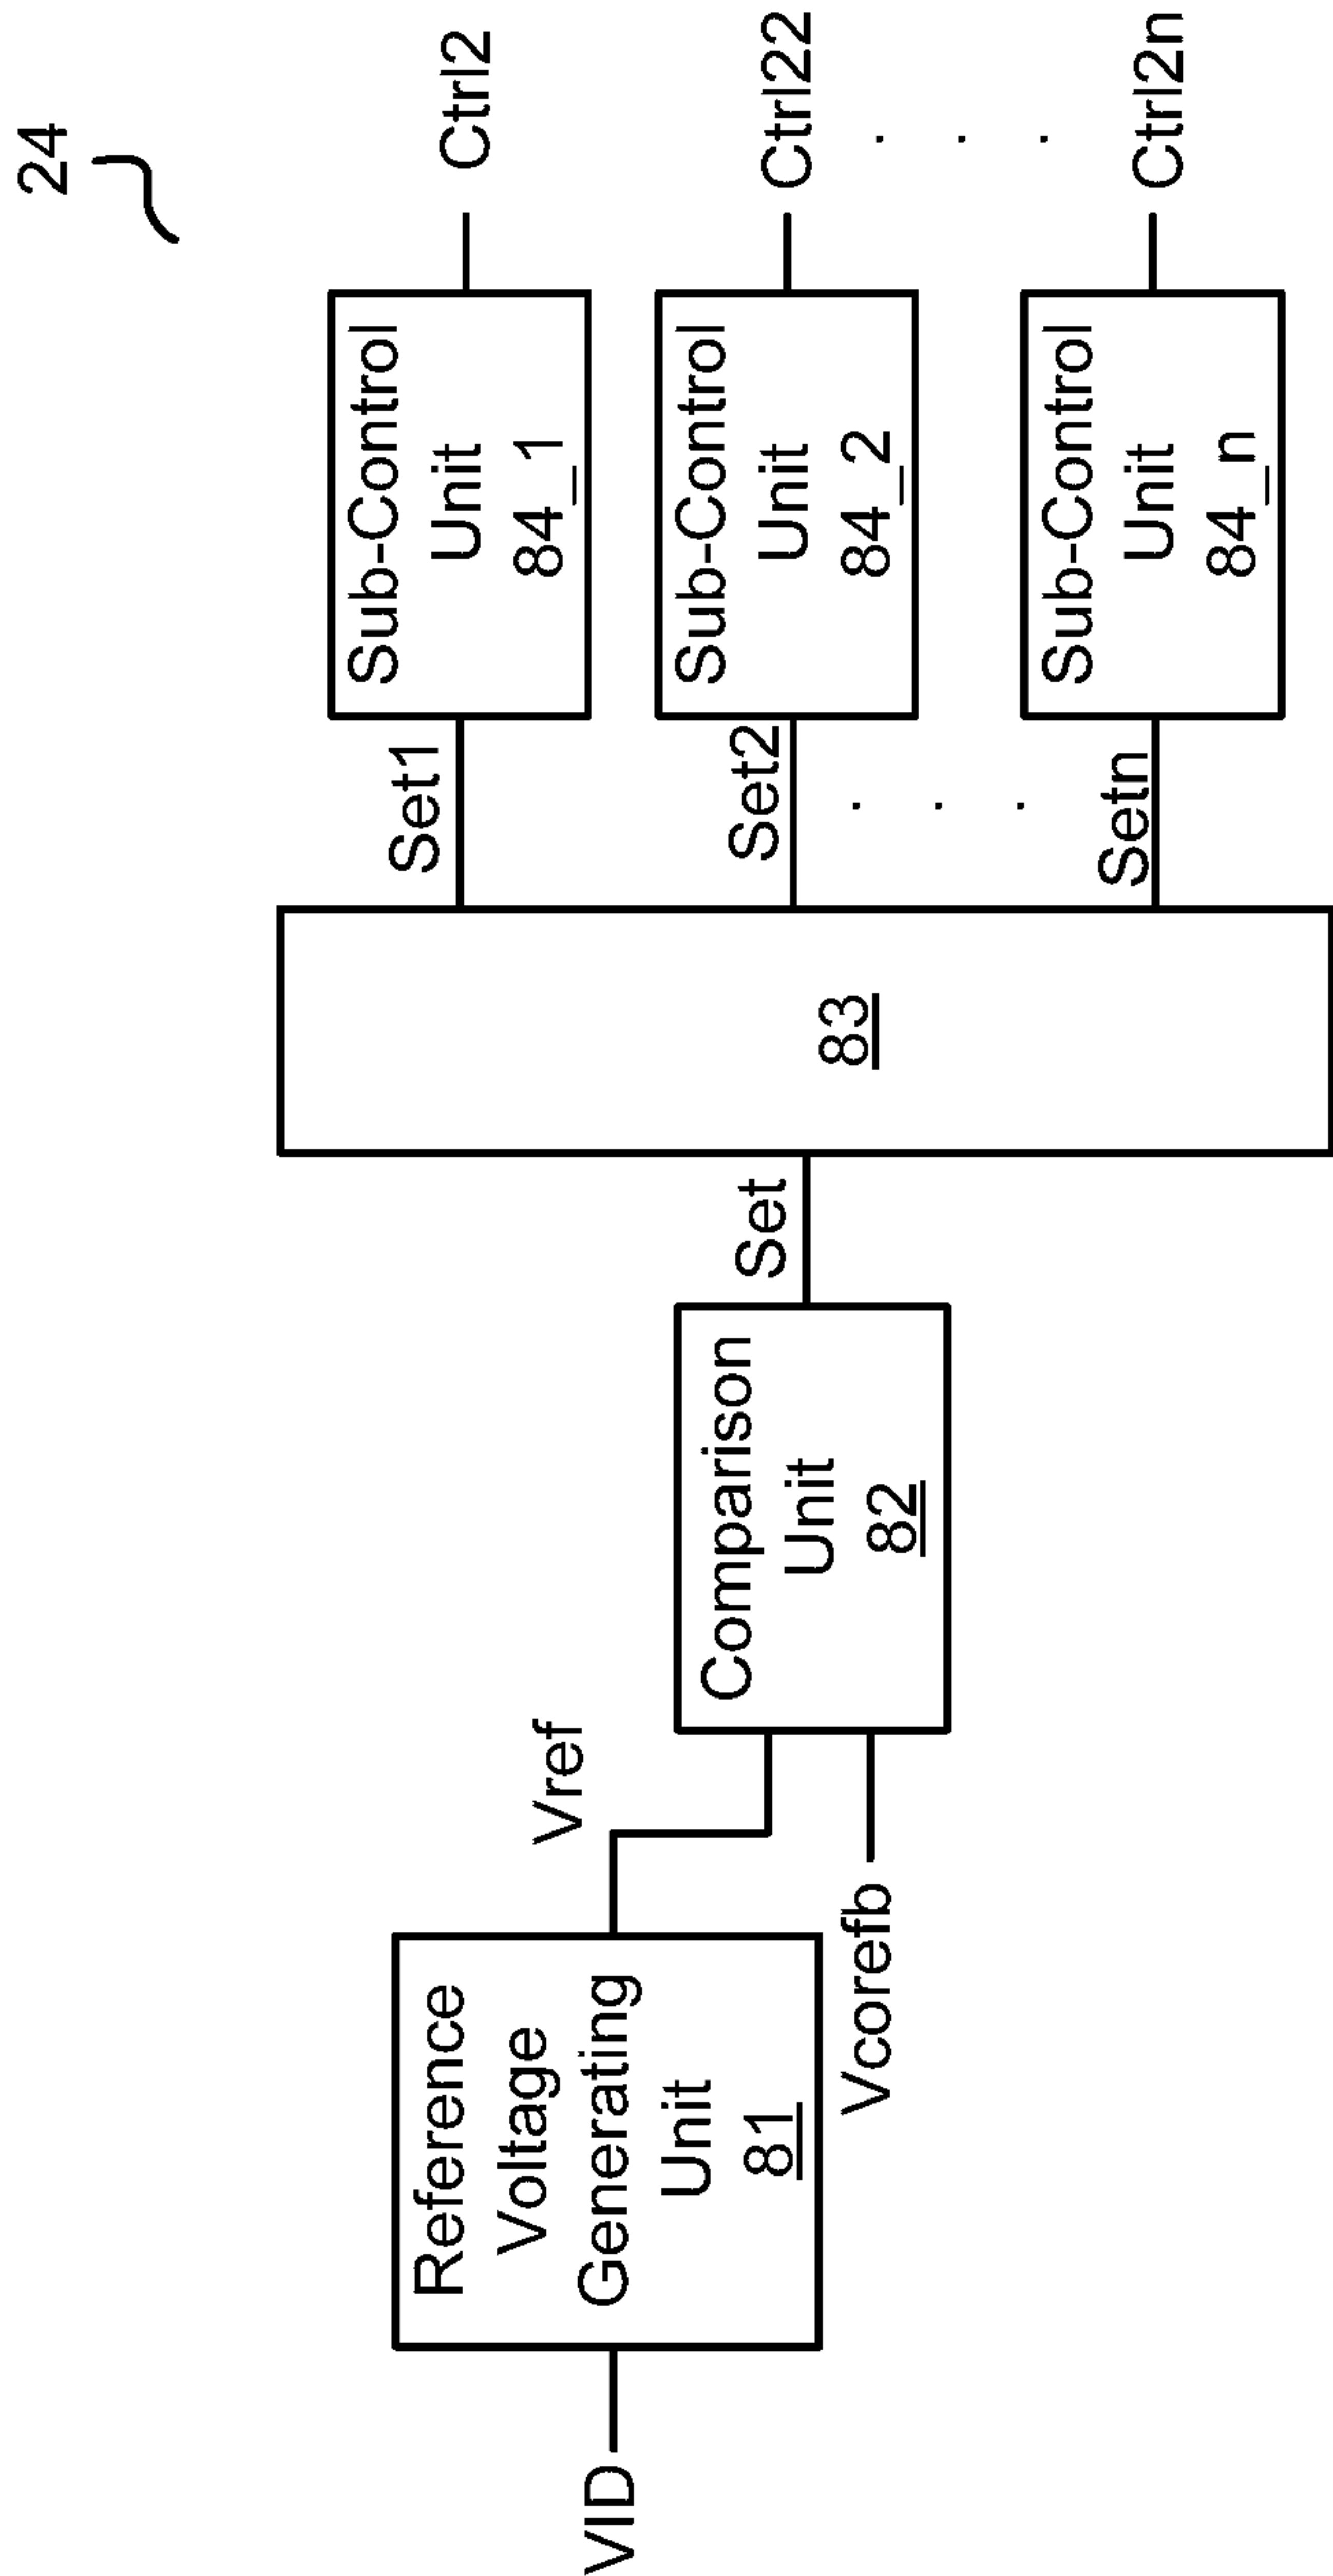 24
VID
Reference
Voltage
Generating
Unit
81
Vref
Vcorefb
Comparison
Unit
82
Set
83
Set1
Sub-Control
Unit
84_1
Ctrl2
Set2
Sub-Control
Unit
84_2
Ctrl22
. . .
. . .
Setn
Sub-Control
Unit
84_n
Ctrl2n